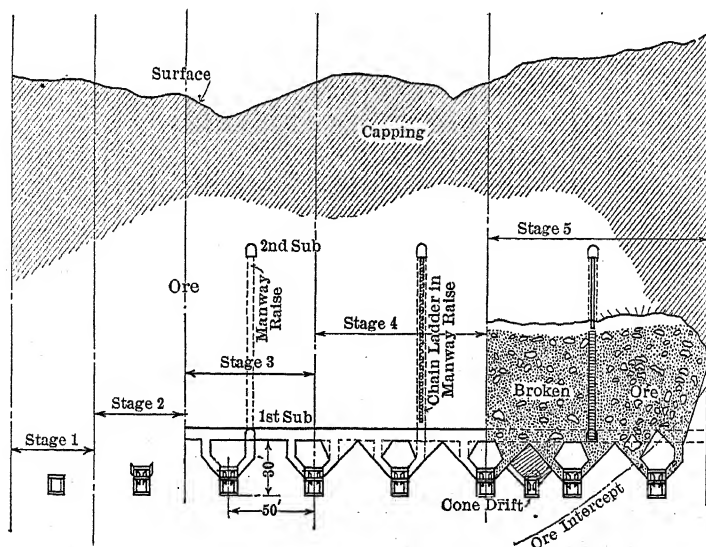 Surface
Capping
Stage 5
2nd Sub
Ore
Manway
Raise
Chain Ladder in
Manway Raise
Stage 4
Stage 3
Broken
Ore
Stage 2
1st Sub
Stage 1
30'
50'
Cone Drift
Ore Intercept